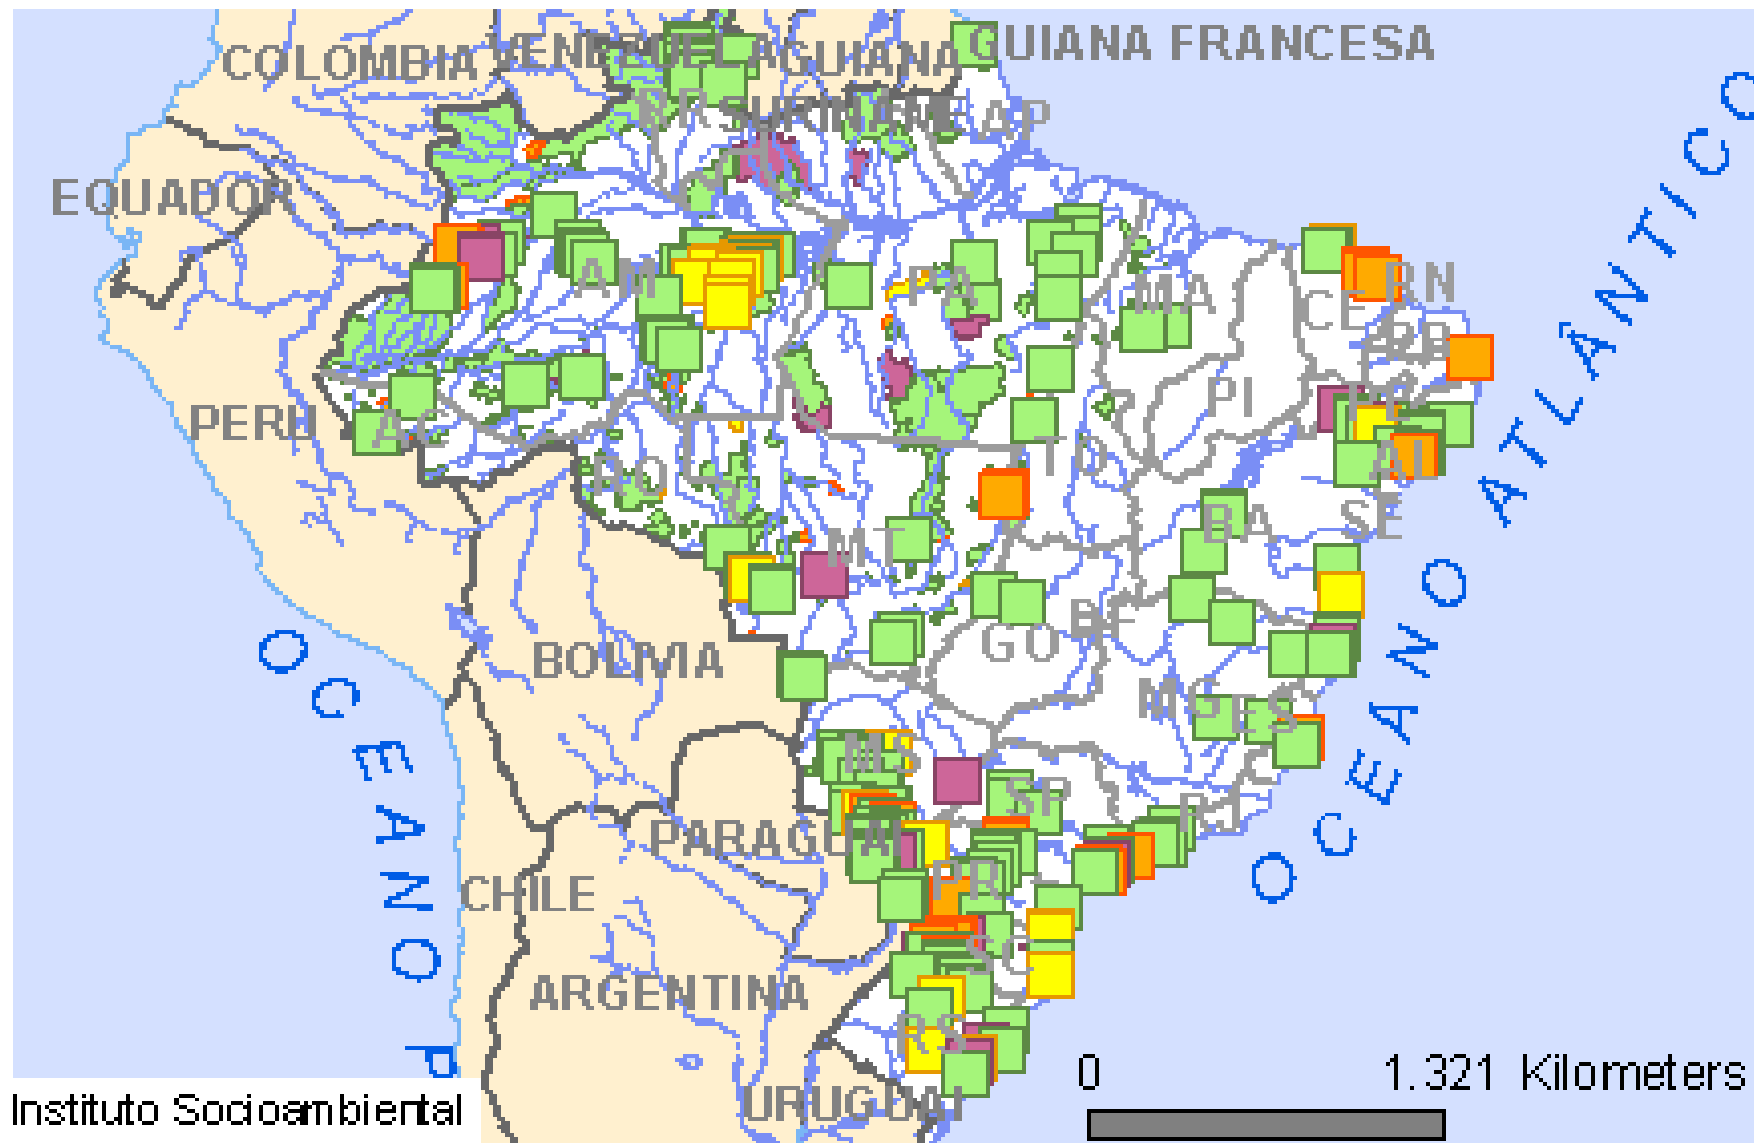 COLOMBIA
VENEZUELA
GUIANA
GUIANA FRANCESA
RR
SURINAME
AP
EQUADOR
AM
PA
MA
CE
RN
PB
PI
PE
PERU
AC
AL
TO
RO
BA
SE
MT
OCEANO ATLÂNTICO
DF
GO
BOLIVIA
MG
ES
MS
SP
RJ
PARAGUAI
PR
CHILE
SC
ARGENTINA
RS
OCEANO P
URUGUAI
0 1.321 Kilometers
Instituto Socioambiental